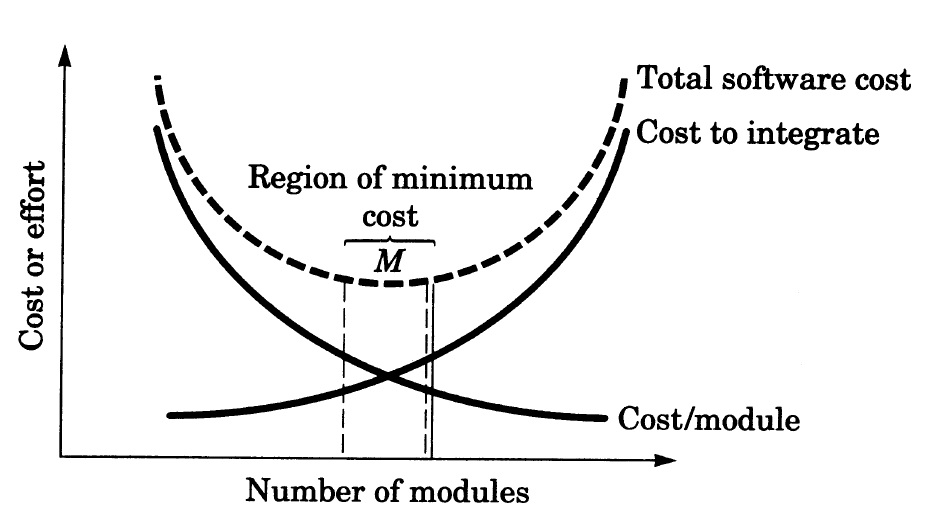 Total software cost
Cost to integrate
Region of minimum
cost
M
Cost or effort
Cost/module
Number of modules